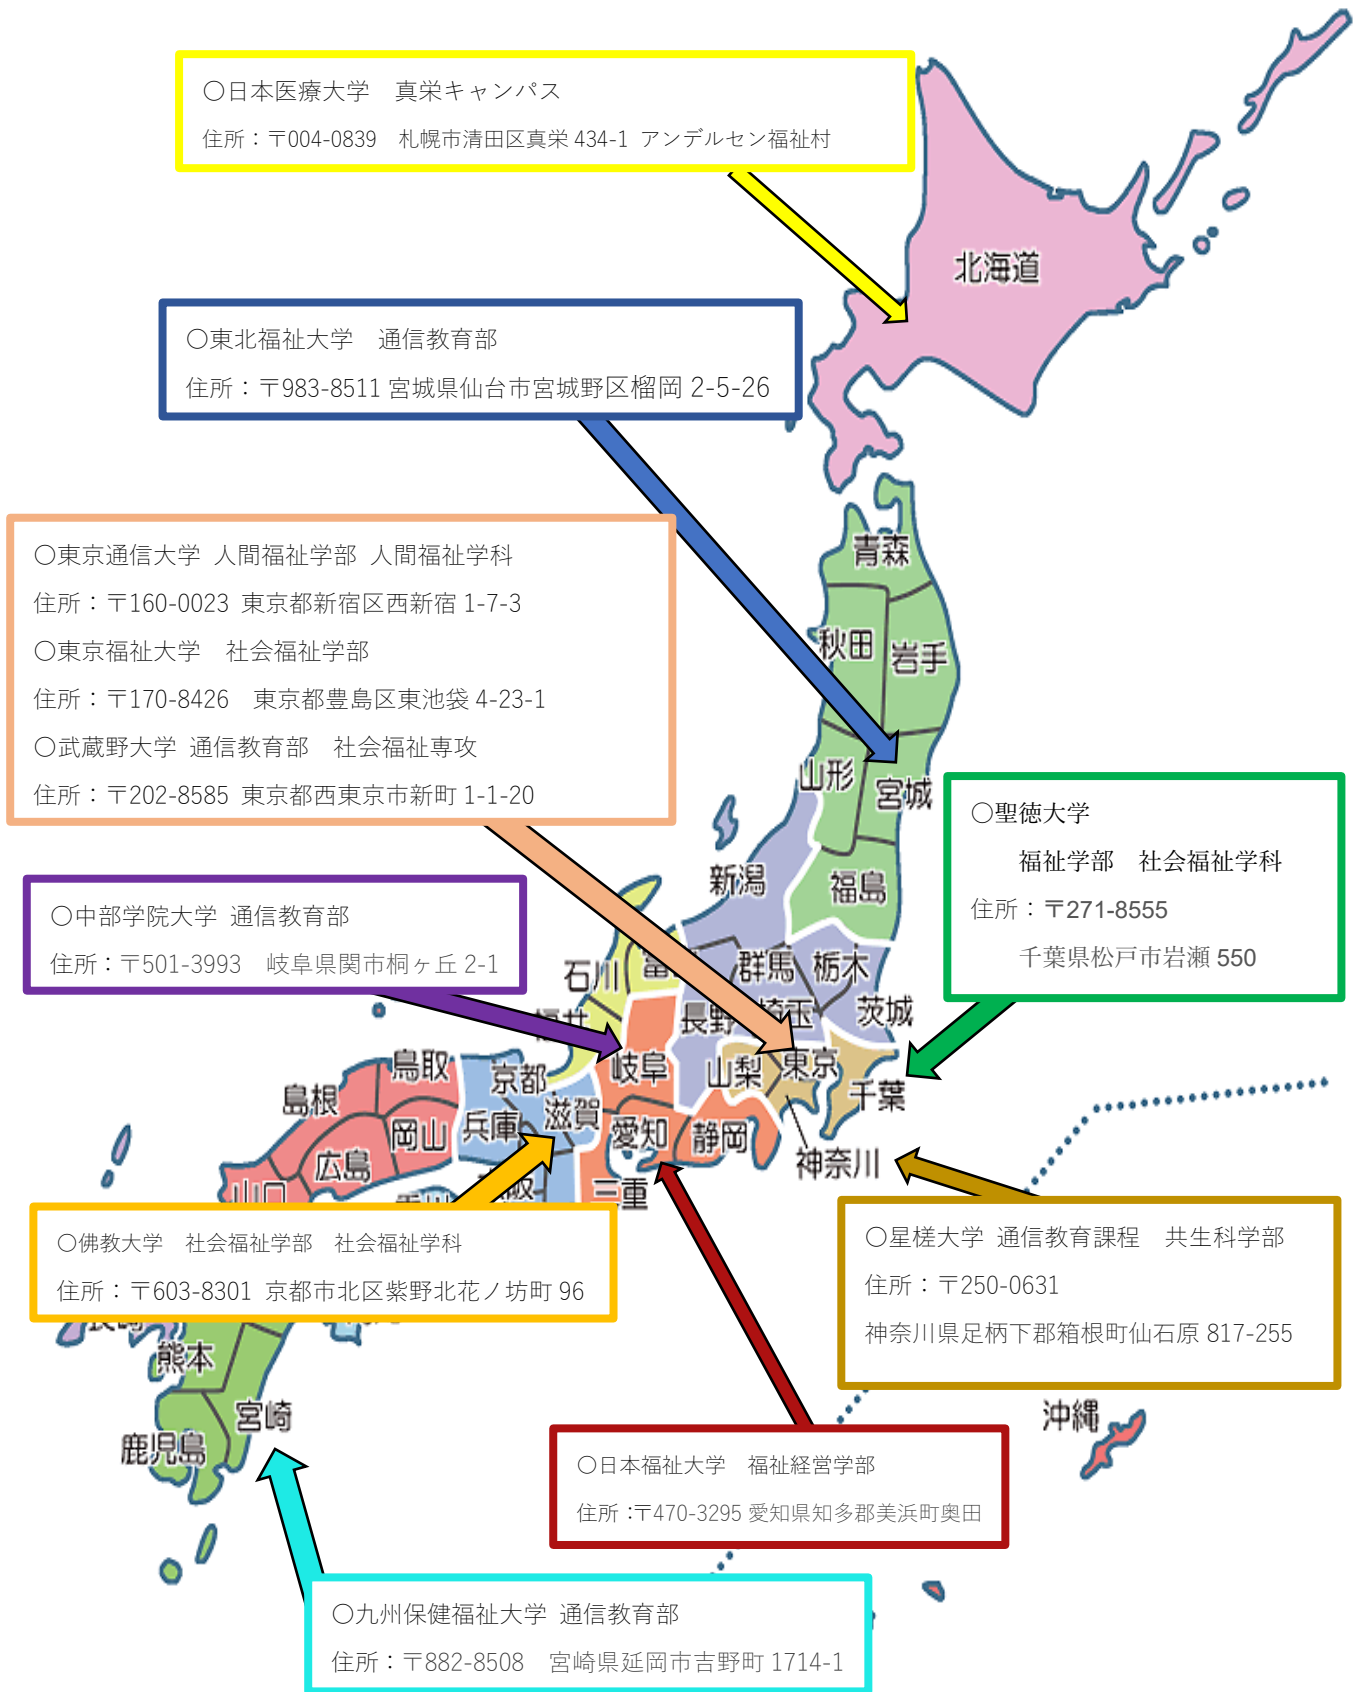 ○日本医療大学　真栄キャンパス
住所：〒004-0839　札幌市清田区真栄 434-1 アンデルセン福祉村
北海道
○東北福祉大学　通信教育部
住所：〒983-8511 宮城県仙台市宮城野区榴岡 2-5-26
○東京通信大学 人間福祉学部 人間福祉学科
住所：〒160-0023 東京都新宿区西新宿 1-7-3
○東京福祉大学　社会福祉学部
住所：〒170-8426　東京都豊島区東池袋 4-23-1
○武蔵野大学 通信教育部　社会福祉専攻
住所：〒202-8585 東京都西東京市新町 1-1-20
青森
秋田
岩手
山形
宮城
○聖徳大学
福祉学部　社会福祉学科
住所：〒271-8555
千葉県松戸市岩瀬 550
新潟
福島
○中部学院大学 通信教育部
住所：〒501-3993　岐阜県関市桐ヶ丘 2-1
石川
富
群馬
栃木
長野
埼玉
茨城
福井
岐阜
山梨
東京
千葉
鳥取
島根
京都
滋賀
兵庫
岡山
広島
愛知
静岡
神奈川
山口
三重
○佛教大学　社会福祉学部　社会福祉学科
住所：〒603-8301 京都市北区紫野北花ノ坊町 96
○星槎大学 通信教育課程　共生科学部
住所：〒250-0631
神奈川県足柄下郡箱根町仙石原 817-255
長崎
熊本
宮崎
鹿児島
沖縄
○日本福祉大学　福祉経営学部
住所：〒470-3295 愛知県知多郡美浜町奥田
○九州保健福祉大学 通信教育部
住所：〒882-8508　宮崎県延岡市吉野町 1714-1